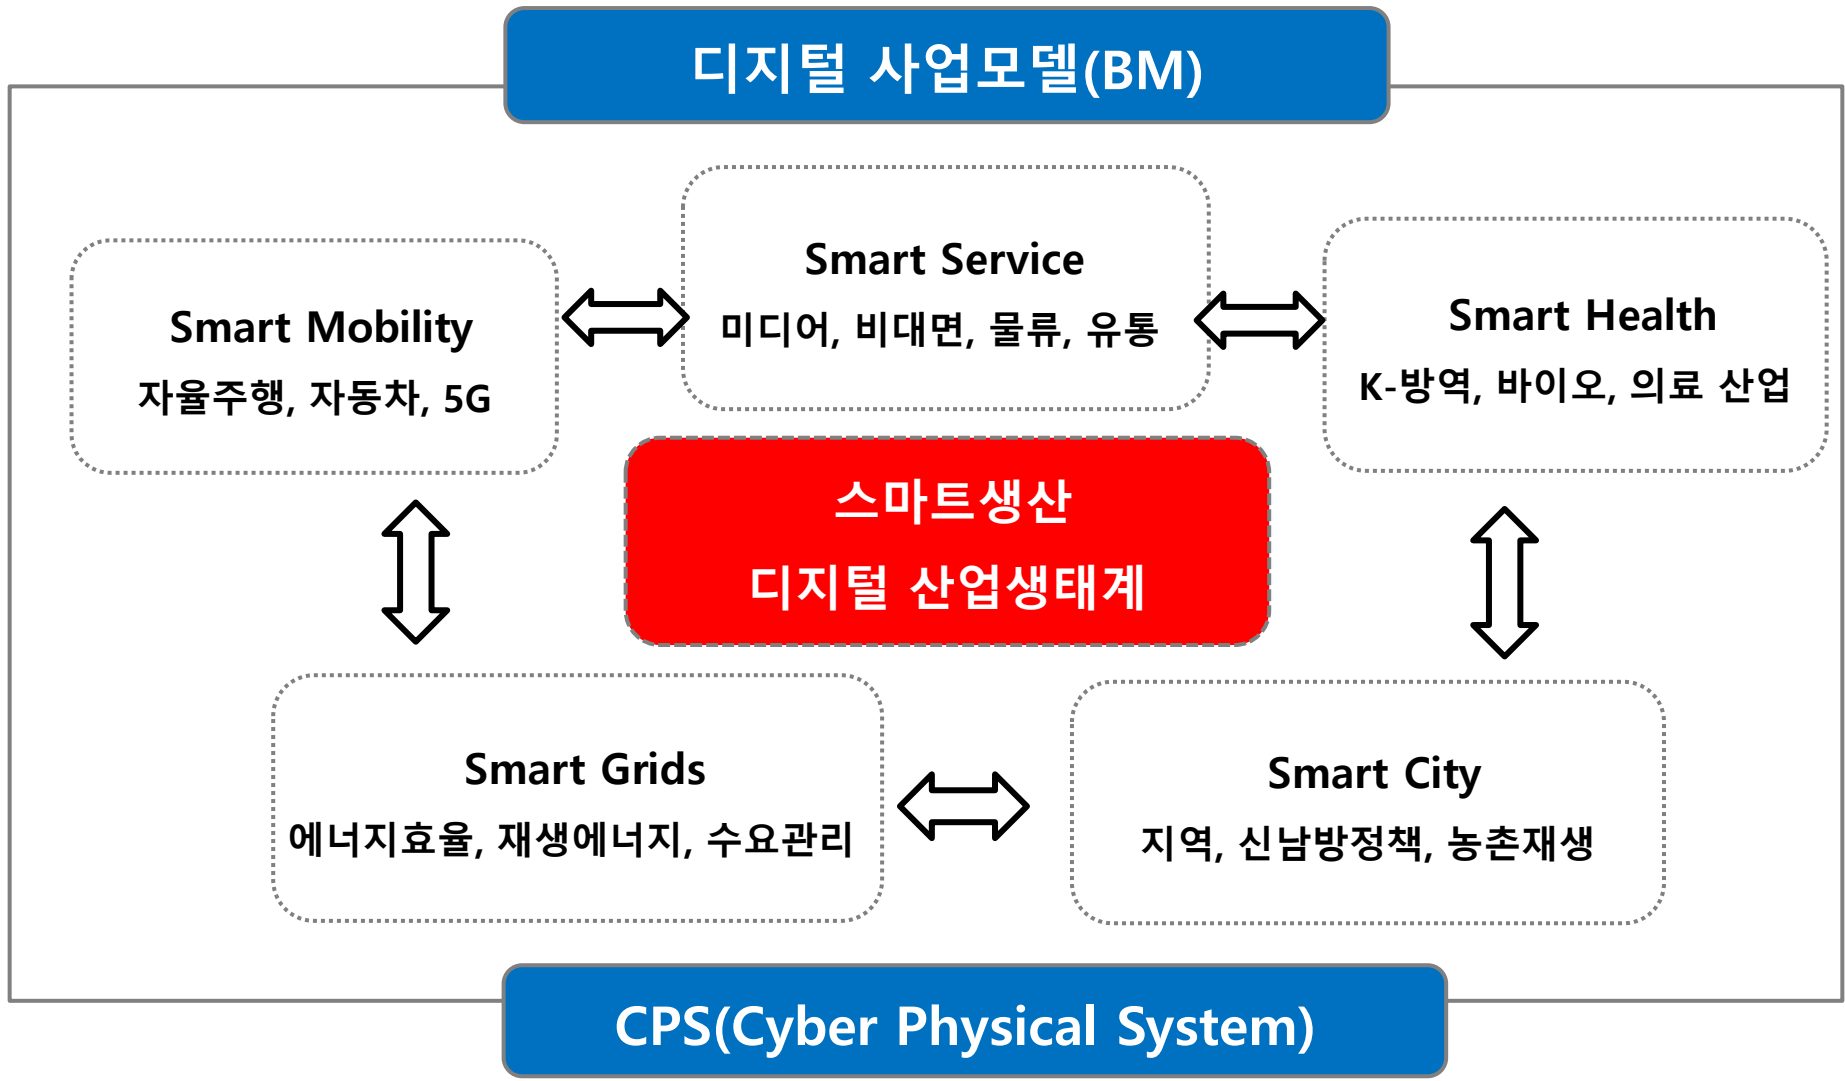 디지털 사업모델(BM)
Smart Service
미디어, 비대면, 물류, 유통
Smart Mobility
자율주행, 자동차, 5G
Smart Health
K-방역, 바이오, 의료 산업
스마트생산
디지털 산업생태계
Smart Grids
에너지효율, 재생에너지, 수요관리
Smart City
지역, 신남방정책, 농촌재생
CPS(Cyber Physical System)